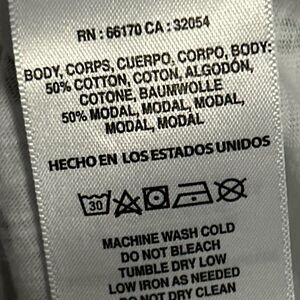 RN : 66170 CA : 32054
BODY, CORPS, CUERPO, CORPO, BODY:
50% COTTON, COTON, ALGODÓN,
COTONE, BAUMWOLLE
50% MODAL, MODAL, MODAL,
MODAL, MODAL
HECHO EN LOS ESTADOS UNIDOS
30
MACHINE WASH COLD
DO NOT BLEACH
TUMBLE DRY LOW
LOW IRON AS NEEDED
DO NOT DRY CLEAN